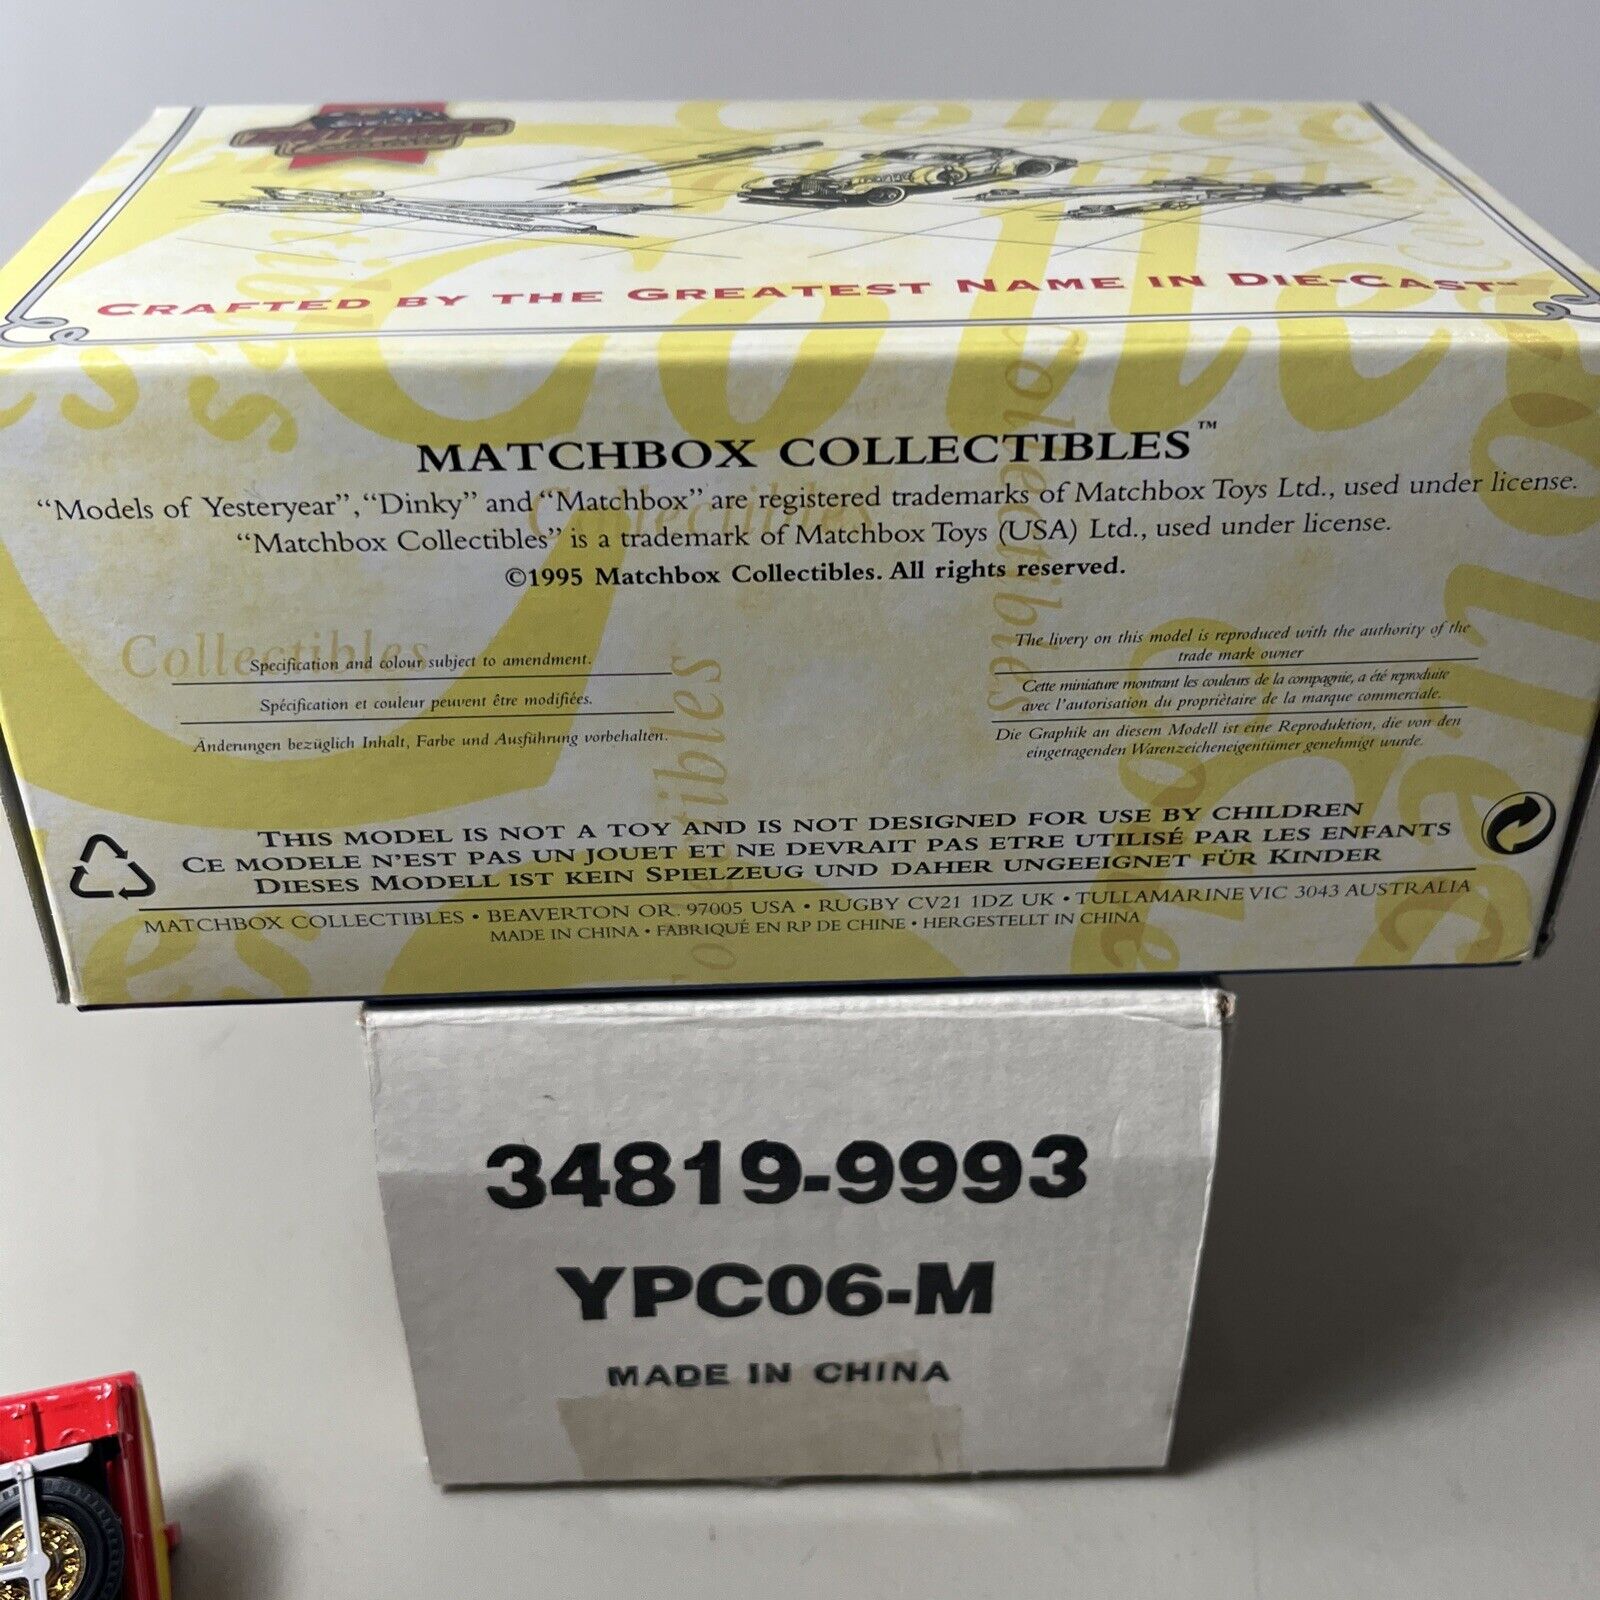 CRAFTED BY THE GREATEST NAME IN DIE-CAST™
MATCHBOX COLLECTIBLES™
“Models of Yesteryear”, “Dinky” and “Matchbox” are registered trademarks of Matchbox Toys Ltd., used under license.
“Matchbox Collectibles” is a trademark of Matchbox Toys (USA) Ltd., used under license.
©1995 Matchbox Collectibles. All rights reserved.
Collectibles
Specification and colour subject to amendment.
Spécification et couleur peuvent être modifiées.
Änderungen bezüglich Inhalt, Farbe und Ausführung vorbehalten.
The livery on this model is reproduced with the authority of the
trade mark owner
Cette miniature montrant les couleurs de la compagnie, a été reproduite
avec l'autorisation du propriètaire de la marque commerciale.
Die Graphik an diesem Modell ist eine Reproduktion, die von den
eingetragenden Warenzeicheneigentümer genehmigt wurde.
THIS MODEL IS NOT A TOY AND IS NOT DESIGNED FOR USE BY CHILDREN
CE MODELE N'EST PAS UN JOUET ET NE DEVRAIT PAS ETRE UTILISÉ PAR LES ENFANTS
DIESES MODELL IST KEIN SPIELZEUG UND DAHER UNGEEIGNET FÜR KINDER
MATCHBOX COLLECTIBLES • BEAVERTON OR. 97005 USA • RUGBY CV21 1DZ UK • TULLAMARINE VIC 3043 AUSTRALIA
MADE IN CHINA • FABRIQUÉ EN RP DE CHINE • HERGESTELLT IN CHINA
34819-9993
YPC06-M
MADE IN CHINA